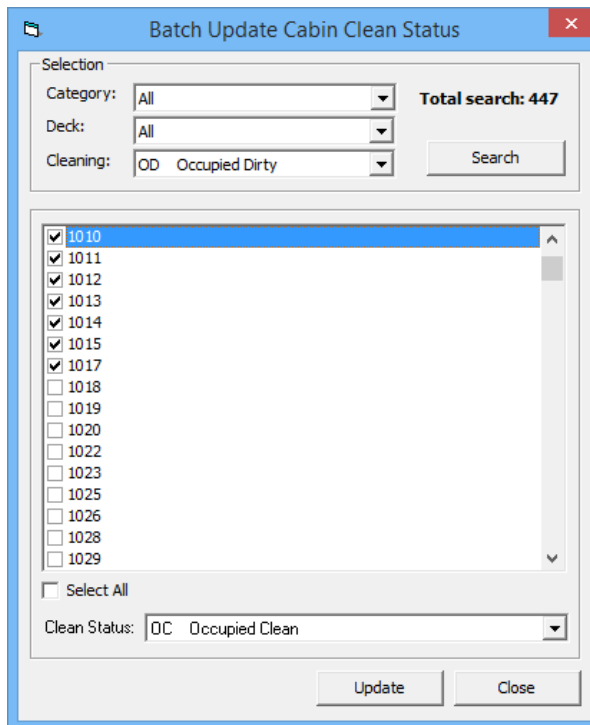 Batch Update Cabin Clean Status
Selection
Category: All
Total search: 447
Deck: All
Cleaning: OD Occupied Dirty
Search
1010
1011
1012
1013
1014
1015
1017
1018
1019
1020
1022
1023
1025
1026
1028
1029
Select All
Clean Status: OC Occupied Clean
Update Close